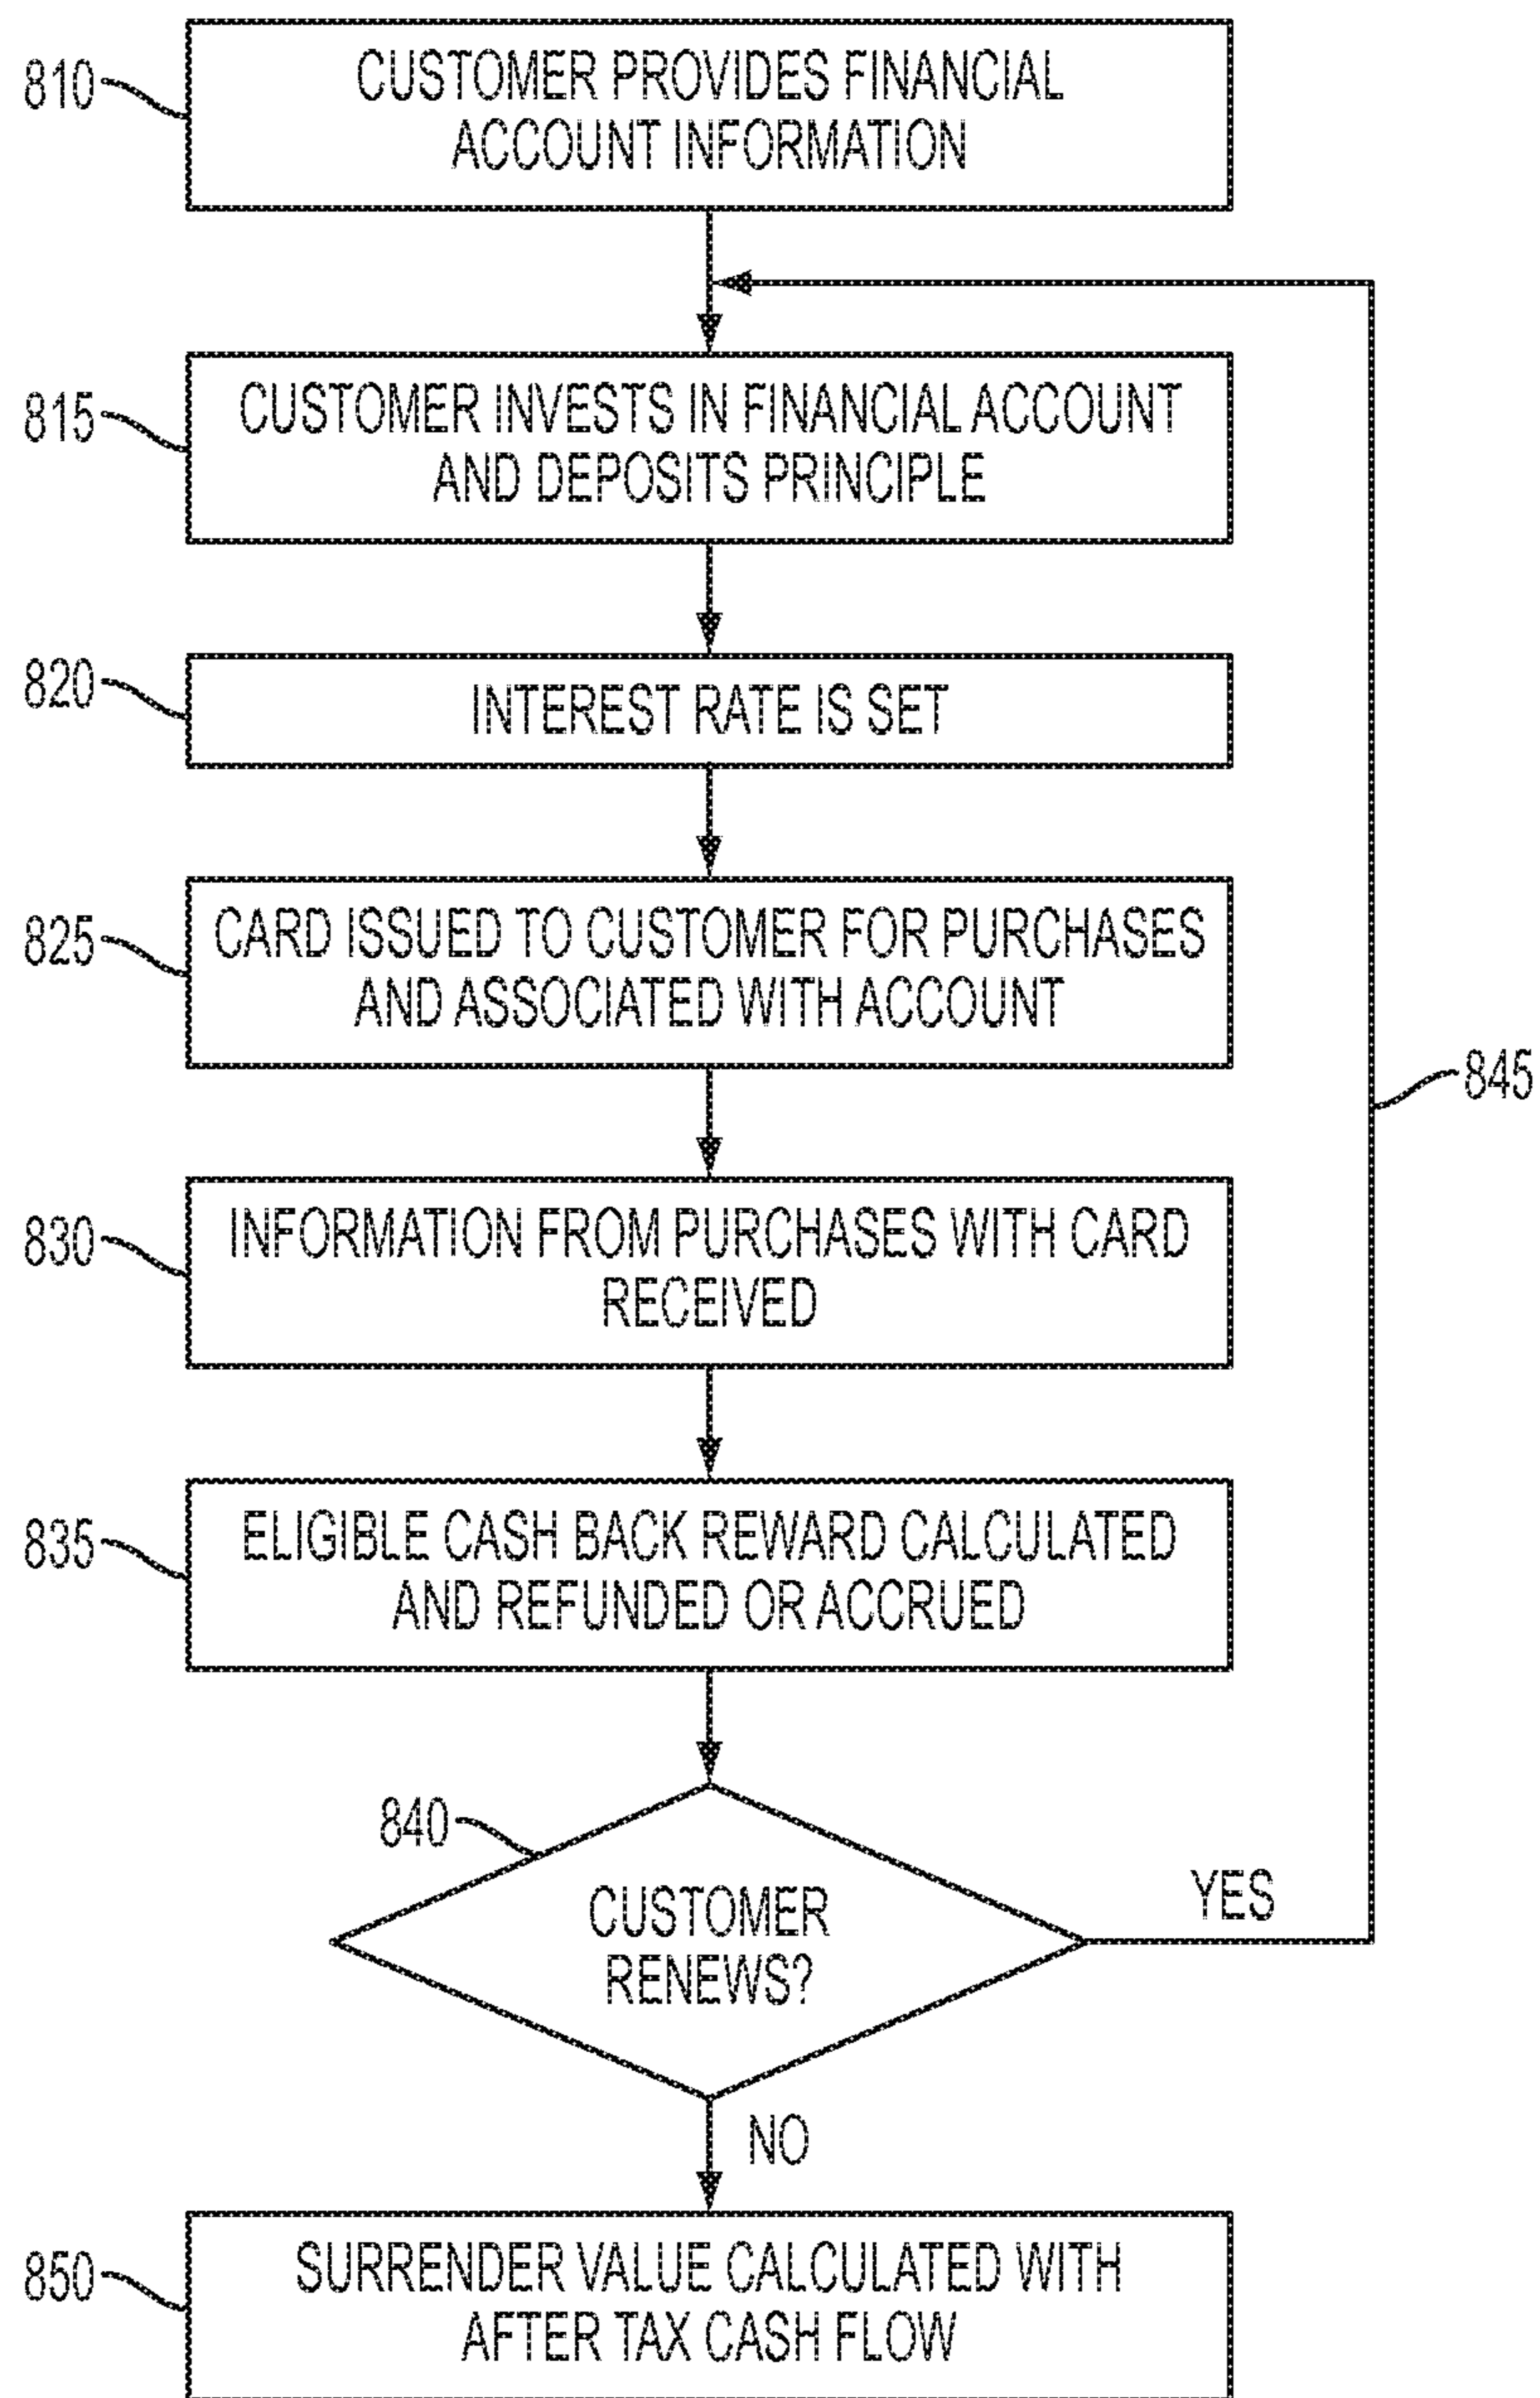 810
CUSTOMER PROVIDES FINANCIAL
ACCOUNT INFORMATION
815
CUSTOMER INVESTS IN FINANCIAL ACCOUNT
AND DEPOSITS PRINCIPLE
820
INTEREST RATE IS SET
825
CARD ISSUED TO CUSTOMER FOR PURCHASES
AND ASSOCIATED WITH ACCOUNT
845
830
INFORMATION FROM PURCHASES WITH CARD
RECEIVED
835
ELIGIBLE CASH BACK REWARD CALCULATED
AND REFUNDED OR ACCRUED
840
CUSTOMER
RENEWS?
YES
NO
850
SURRENDER VALUE CALCULATED WITH
AFTER TAX CASH FLOW